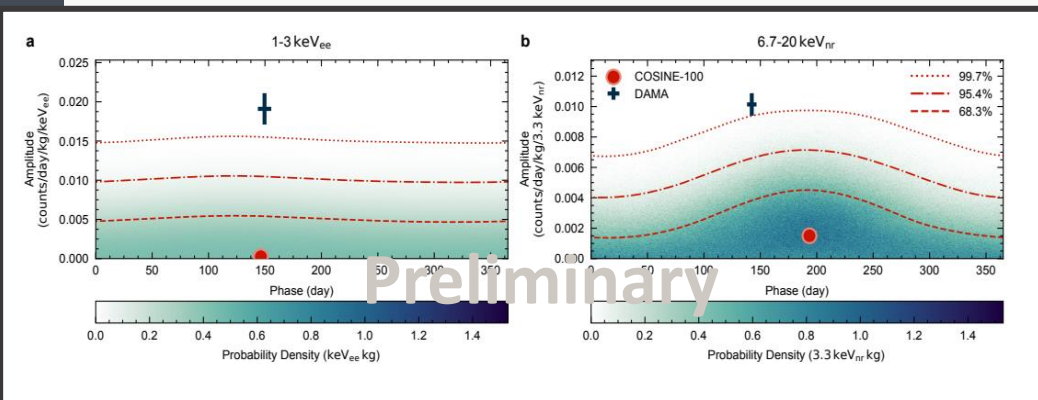 a
1-3 keVee
Amplitude
(counts/day/kg/keVee)
0.025
0.020
0.015
0.010
0.005
0.000
0 50 100 150 200 250 300 350
Phase (day)
0.0 0.2 0.4 0.6 0.8 1.0 1.2 1.4
Probability Density (keVee kg)
b
6.7-20 keVnr
COSINE-100
DAMA
99.7%
95.4%
68.3%
Amplitude
(counts/day/kg/3.3 keVnr)
0.012
0.010
0.008
0.006
0.004
0.002
0.000
0 50 100 150 200 250 300 350
Phase (day)
0.0 0.2 0.4 0.6 0.8 1.0 1.2 1.4
Probability Density (3.3 keVnr kg)
Preliminary